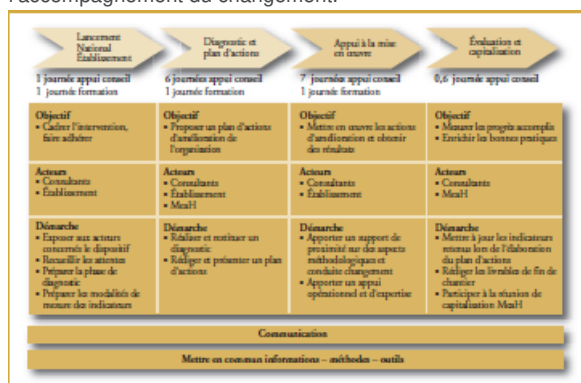 l'accompagnement du changement.
Lancement
National
Établissement
Diagnostic et
plan d'actions
Appui à la mise
en œuvre
Évaluation et
capitalisation
1 journée appui conseil
1 journée formation
6 journées appui conseil
1 journée formation
7 journées appui conseil
1 journée formation
0,6 journée appui conseil
Objectif
▪ Cadrer l'intervention,
faire adhérer
Objectif
▪ Proposer un plan d'actions
d'amélioration de
l'organisation
Objectif
▪ Mettre en œuvre les actions
d'amélioration et obtenir
des résultats
Objectif
▪ Mesurer les progrès accomplis
▪ Enrichir les bonnes pratiques
Acteurs
▪ Consultants
▪ Établissement
Acteurs
▪ Consultants
▪ Établissement
▪ MeaH
Acteurs
▪ Consultants
▪ Établissement
Acteurs
▪ Consultants
▪ MeaH
Démarche
▪ Exposer aux acteurs
concernés le dispositif
▪ Recueillir les attentes
▪ Préparer la phase de
diagnostic
▪ Préparer les modalités de
mesure des indicateurs
Démarche
▪ Réaliser et restituer un
diagnostic
▪ Rédiger et présenter un plan
d'actions
Démarche
▪ Apporter un support de
proximité sur des aspects
méthodologiques et
conduite changement
▪ Apporter un appui
opérationnel et d'expertise
Démarche
▪ Mettre à jour les indicateurs
retenus lors de l'élaboration
du plan d'actions
▪ Rédiger les livrables de fin de
chantier
▪ Participer à la réunion de
capitalisation MeaH
Communication
Mettre en commun informations – méthodes – outils